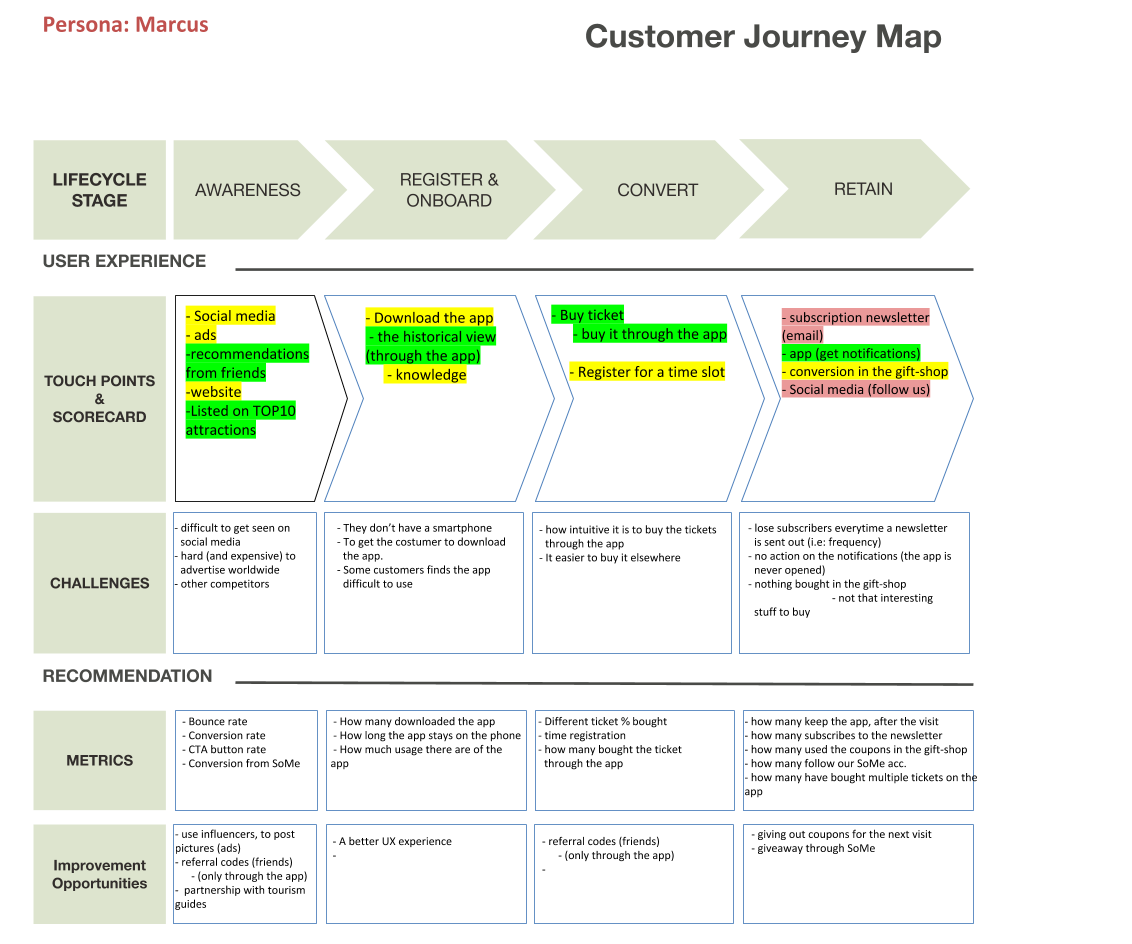 Persona: Marcus
Customer Journey Map
LIFECYCLE
STAGE
AWARENESS
REGISTER &
ONBOARD
CONVERT
RETAIN
USER EXPERIENCE
TOUCH POINTS
&
SCORECARD
- Social media
- ads
-recommendations
from friends
-website
-Listed on TOP10
attractions
- Download the app
- the historical view
(through the app)
- knowledge
- Buy ticket
- buy it through the app
- Register for a time slot
- subscription newsletter
(email)
- app (get notifications)
- conversion in the gift-shop
- Social media (follow us)
CHALLENGES
- difficult to get seen on
social media
- hard (and expensive) to
advertise worldwide
- other competitors
- They don’t have a smartphone
- To get the costumer to download
the app.
- Some customers finds the app
difficult to use
- how intuitive it is to buy the tickets
through the app
- It easier to buy it elsewhere
- lose subscribers everytime a newsletter
is sent out (i.e: frequency)
- no action on the notifications (the app is
never opened)
- nothing bought in the gift-shop
- not that interesting
stuff to buy
RECOMMENDATION
METRICS
- Bounce rate
- Conversion rate
- CTA button rate
- Conversion from SoMe
- How many downloaded the app
- How long the app stays on the phone
- How much usage there are of the
app
- Different ticket % bought
- time registration
- how many bought the ticket
through the app
- how many keep the app, after the visit
- how many subscribes to the newsletter
- how many used the coupons in the gift-shop
- how many follow our SoMe acc.
- how many have bought multiple tickets on the
app
Improvement
Opportunities
- use influencers, to post
pictures (ads)
- referral codes (friends)
- (only through the app)
- partnership with tourism
guides
- A better UX experience
-
- referral codes (friends)
- (only through the app)
-
- giving out coupons for the next visit
- giveaway through SoMe